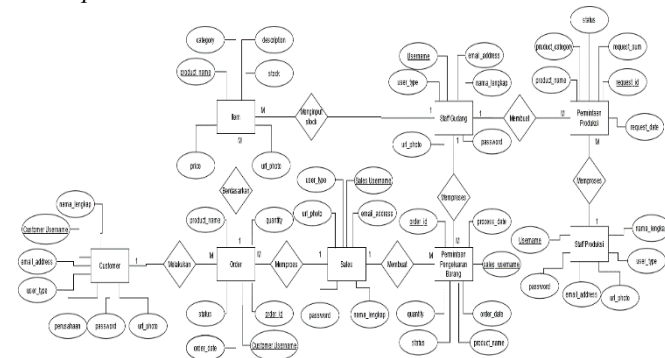 status
category
description
Username
email_address
product_category
request_sum
product_name
stock
user_type
nama_lengkap
product_name
request_id
Item
M
Menginput stock
1
Staff Gudang
1
Membuat
M
Permintaan Produksi
price
url_photo
M
url_photo
1
password
M
request_date
user_type
Sales Username
Berdasarkan
Memproses
Memproses
nama_lengkap
product_name
quantity
url_photo
email_address
order_id
process_date
Customer Username
Username
nama_lengkap
email_address
Customer
1
Melakukan
M
Order
M
Memproses
1
Sales
1
Membuat
M
Permintaan Pengeluaran Barang
sales_username
1
Staff Produksi
user_type
user_type
password
email_address
url_photo
perusahaan
password
url_photo
status
order_id
password
nama_lengkap
quantity
order_date
order_date
Customer Username
status
product_name